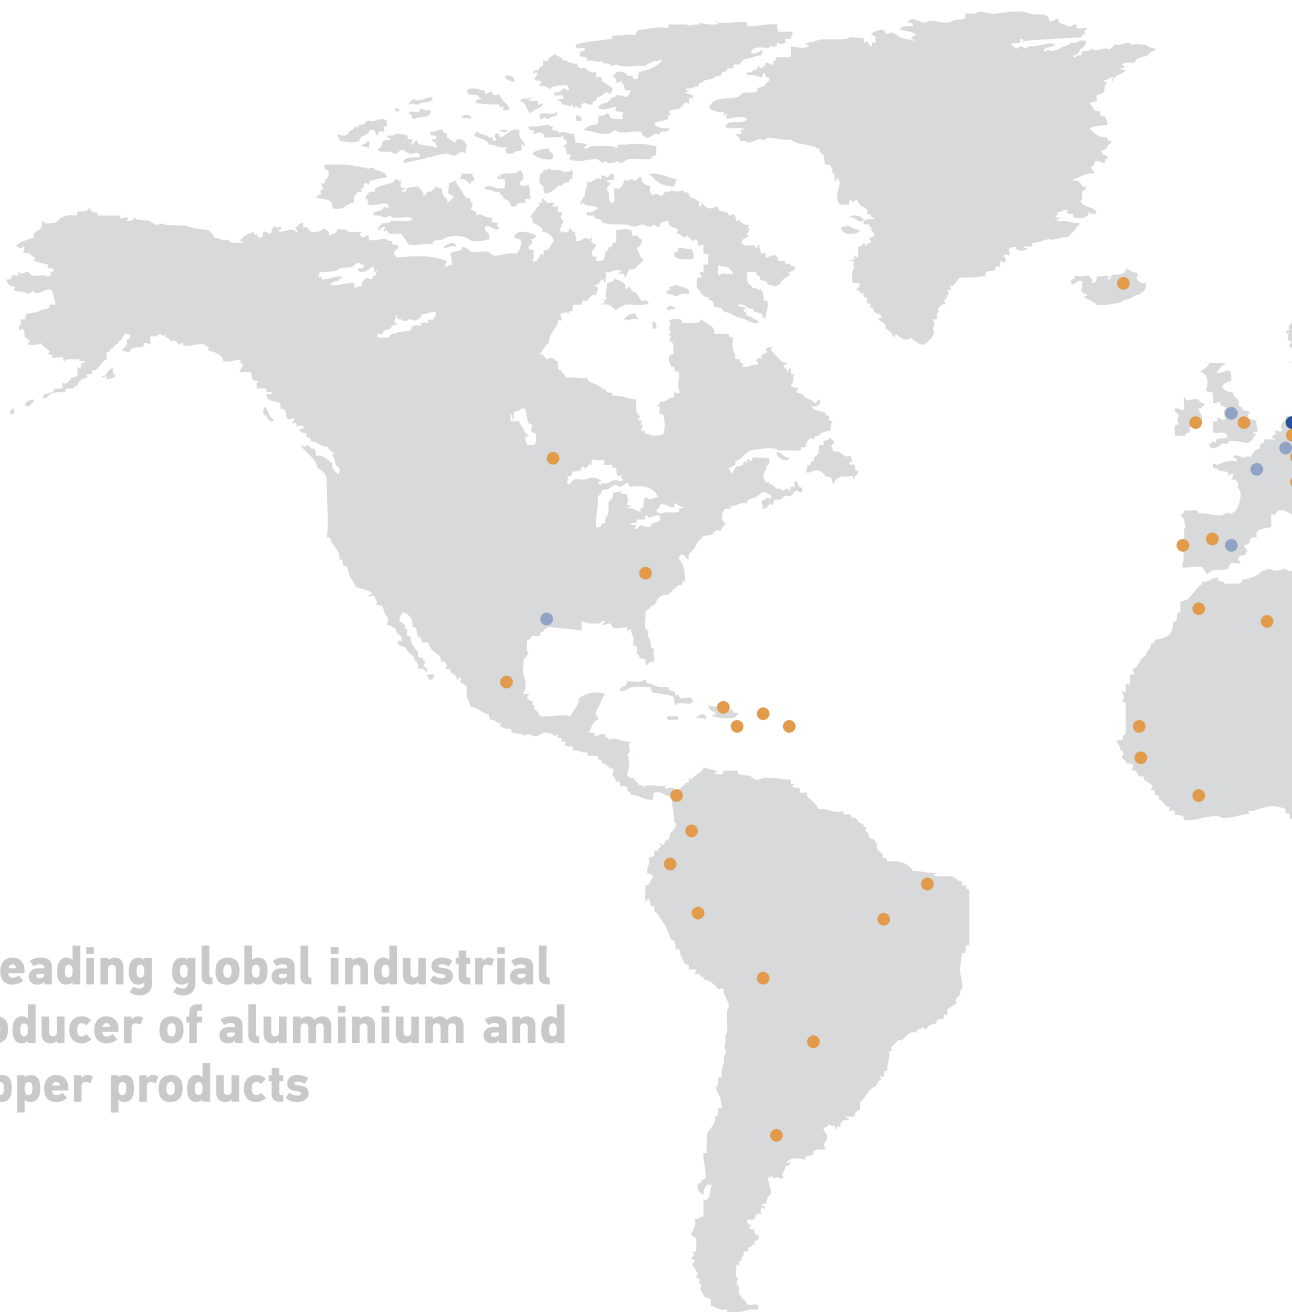 eading global industrial
oducer of aluminium and
pper products